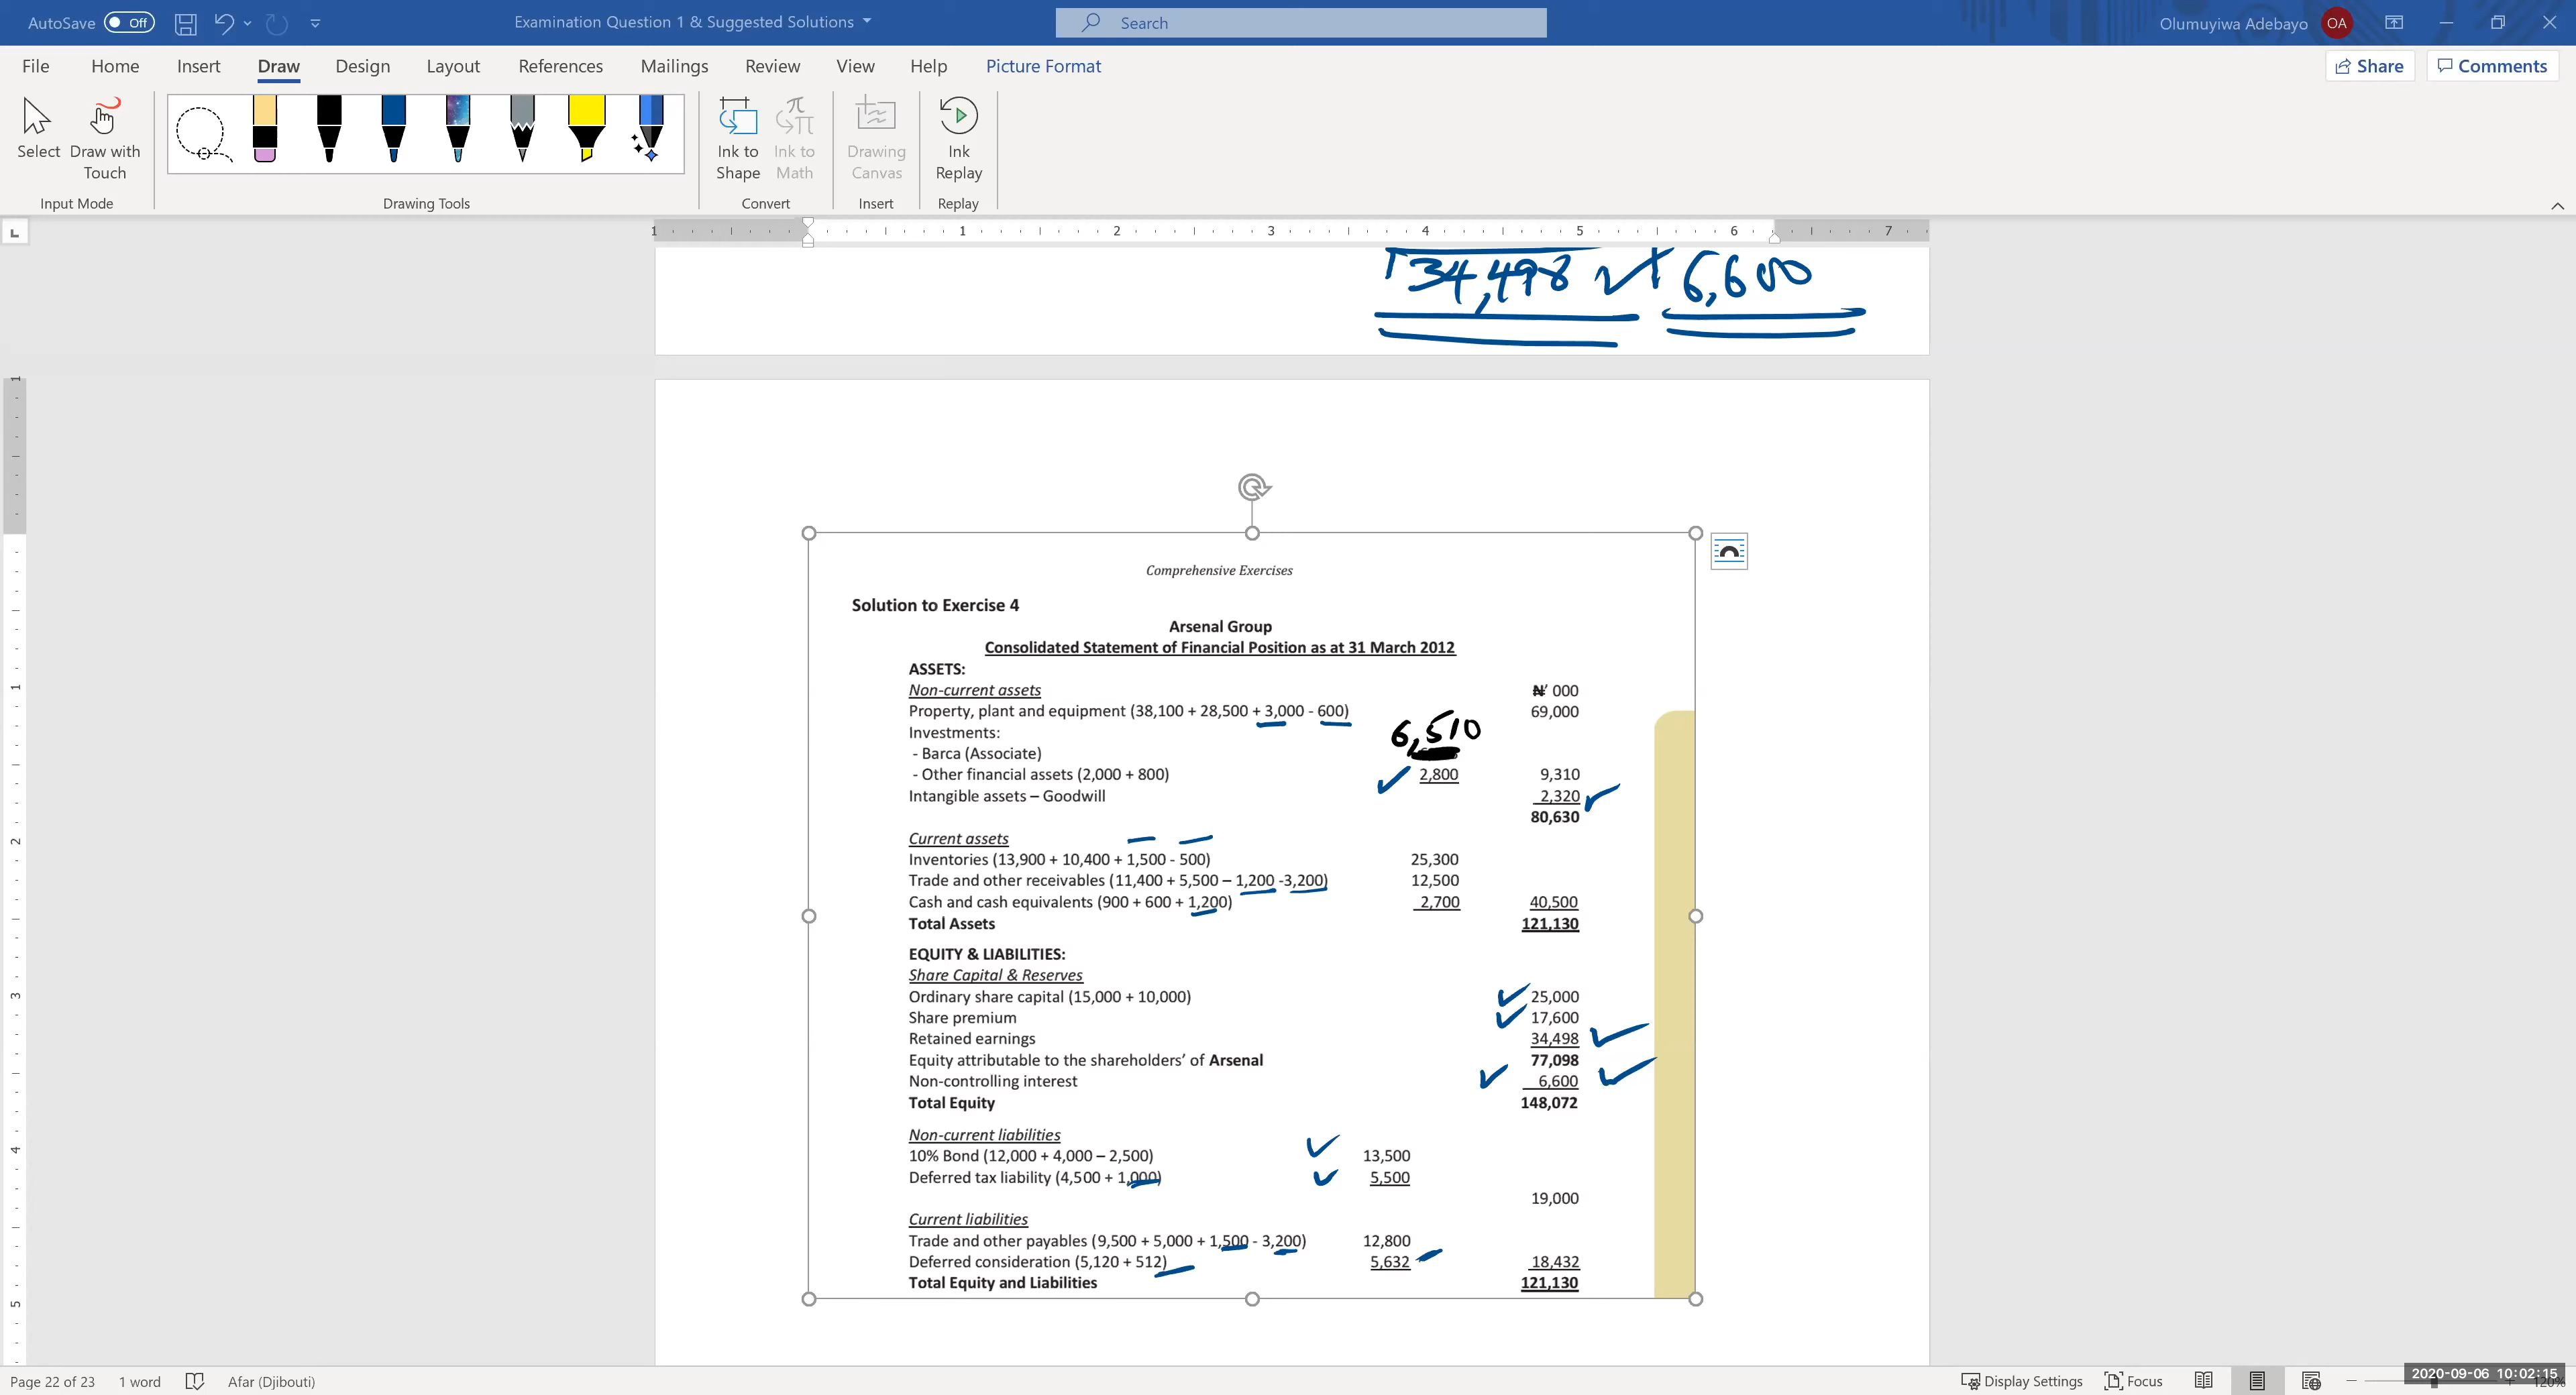 AutoSave Off Examination Question 1 & Suggested Solutions Search Olumuyiwa Adebayo OA
File Home Insert Draw Design Layout References Mailings Review View Help Picture Format Share Comments
Select Draw with Touch Ink to Shape Ink to Math Drawing Canvas Ink Replay
Input Mode Drawing Tools Convert Insert Replay
1 1 2 3 4 5 6 7
34,498 6,600
Comprehensive Exercises
Solution to Exercise 4
Arsenal Group
Consolidated Statement of Financial Position as at 31 March 2012
ASSETS:
Non-current assets ₦' 000
Property, plant and equipment (38,100 + 28,500 + 3,000 - 600) 69,000
Investments: 6,510
- Barca (Associate)
- Other financial assets (2,000 + 800) 2,800 9,310
Intangible assets – Goodwill 2,320
80,630
Current assets
Inventories (13,900 + 10,400 + 1,500 - 500) 25,300
Trade and other receivables (11,400 + 5,500 – 1,200 -3,200) 12,500
Cash and cash equivalents (900 + 600 + 1,200) 2,700 40,500
Total Assets 121,130
EQUITY & LIABILITIES:
Share Capital & Reserves
Ordinary share capital (15,000 + 10,000) 25,000
Share premium 17,600
Retained earnings 34,498
Equity attributable to the shareholders' of Arsenal 77,098
Non-controlling interest 6,600
Total Equity 148,072
Non-current liabilities
10% Bond (12,000 + 4,000 – 2,500) 13,500
Deferred tax liability (4,500 + 1,000) 5,500
19,000
Current liabilities
Trade and other payables (9,500 + 5,000 + 1,500 - 3,200) 12,800
Deferred consideration (5,120 + 512) 5,632 18,432
Total Equity and Liabilities 121,130
Page 22 of 23 1 word Afar (Djibouti) Display Settings Focus 120%
2020-09-06 10:02:15